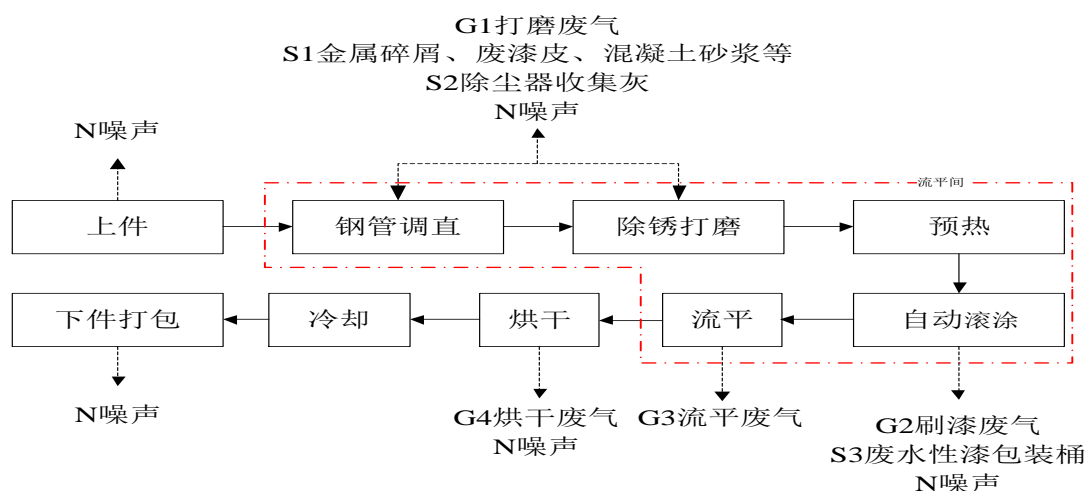 G1打磨废气
S1金属碎屑、废漆皮、混凝土砂浆等
S2除尘器收集灰
N噪声
N噪声
流平间
上件
钢管调直
除锈打磨
预热
下件打包
冷却
烘干
流平
自动滚涂
N噪声
G4烘干废气
N噪声
G3流平废气
G2刷漆废气
S3废水性漆包装桶
N噪声